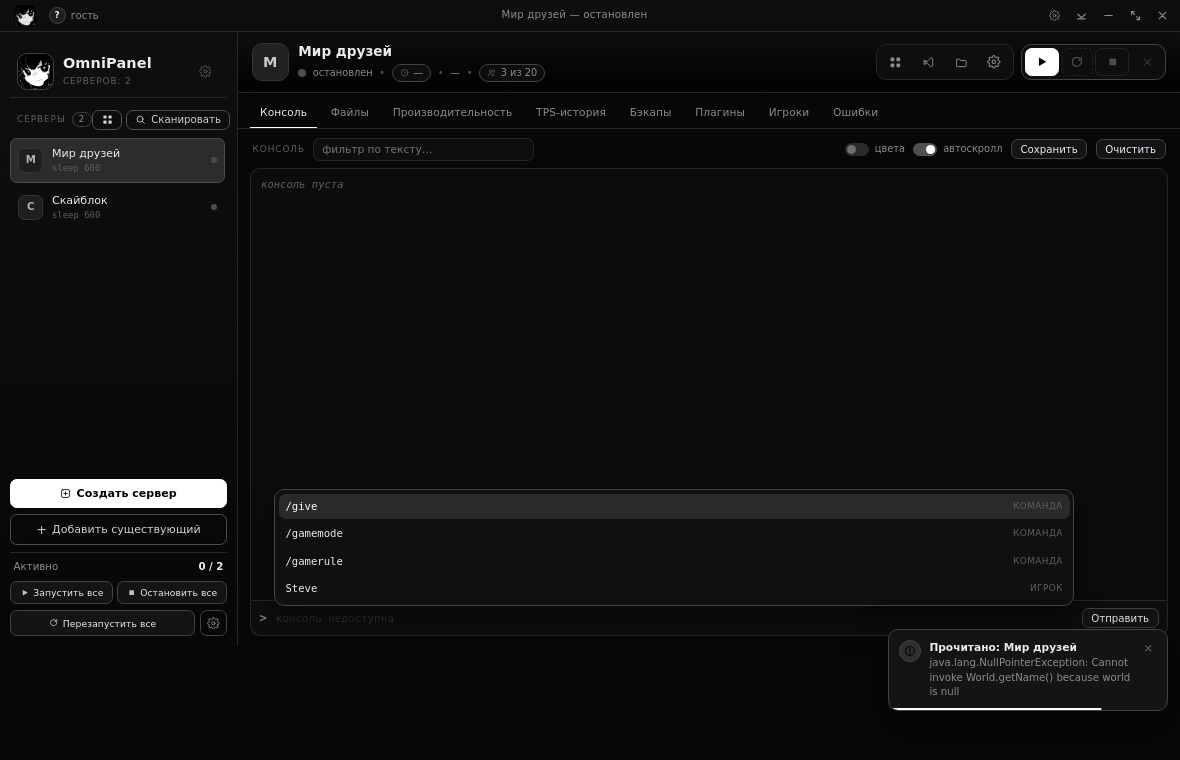 ? гость
Мир друзей — остановлен
OmniPanel
СЕРВЕРОВ: 2
СЕРВЕРЫ 2 Сканировать
М Мир друзей
sleep 600
С Скайблок
sleep 600
Создать сервер
Добавить существующий
Активно 0 / 2
Запустить все Остановить все
Перезапустить все
М Мир друзей
остановлен • — • — • 3 из 20
Консоль Файлы Производительность TPS-история Бэкапы Плагины Игроки Ошибки
КОНСОЛЬ фильтр по тексту... цвета автоскролл Сохранить Очистить
консоль пуста
/give КОМАНДА
/gamemode КОМАНДА
/gamerule КОМАНДА
Steve ИГРОК
> консоль недоступна Отправить
Прочитано: Мир друзей
java.lang.NullPointerException: Cannot
invoke World.getName() because world
is null